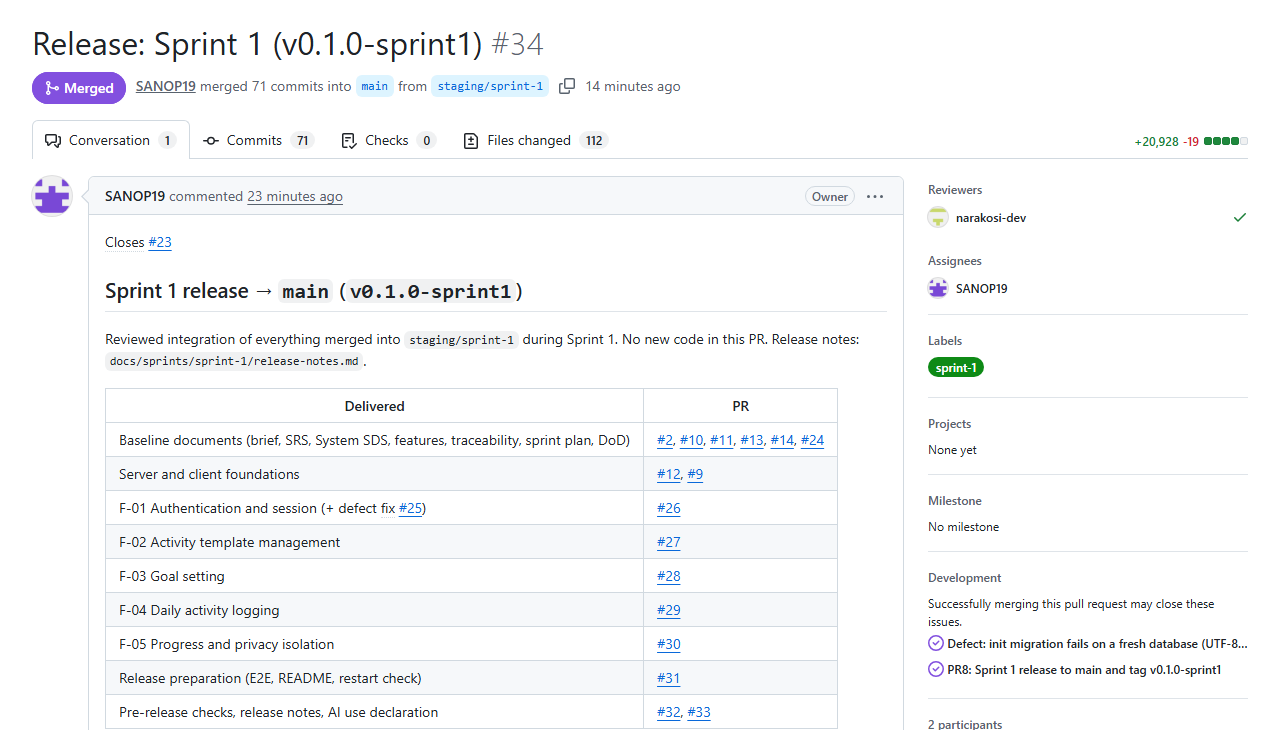 Release: Sprint 1 (v0.1.0-sprint1) #34
Merged SANOP19 merged 71 commits into main from staging/sprint-1 14 minutes ago
Conversation 1 Commits 71 Checks 0 Files changed 112 +20,928 -19
SANOP19 commented 23 minutes ago Owner
Closes #23
Sprint 1 release → main (v0.1.0-sprint1)
Reviewed integration of everything merged into staging/sprint-1 during Sprint 1. No new code in this PR. Release notes:
docs/sprints/sprint-1/release-notes.md.
Delivered PR
Baseline documents (brief, SRS, System SDS, features, traceability, sprint plan, DoD) #2, #10, #11, #13, #14, #24
Server and client foundations #12, #9
F-01 Authentication and session (+ defect fix #25) #26
F-02 Activity template management #27
F-03 Goal setting #28
F-04 Daily activity logging #29
F-05 Progress and privacy isolation #30
Release preparation (E2E, README, restart check) #31
Pre-release checks, release notes, AI use declaration #32, #33
Reviewers
narakosi-dev
Assignees
SANOP19
Labels
sprint-1
Projects
None yet
Milestone
No milestone
Development
Successfully merging this pull request may close these
issues.
Defect: init migration fails on a fresh database (UTF-8...
PR8: Sprint 1 release to main and tag v0.1.0-sprint1
2 participants